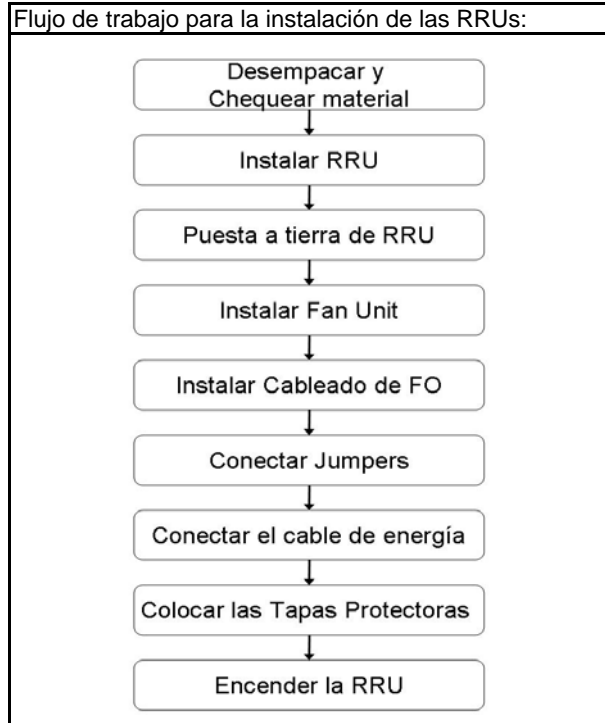 Flujo de trabajo para la instalación de las RRUs:
Desempacar y
Chequear material
Instalar RRU
Puesta a tierra de RRU
Instalar Fan Unit
Instalar Cableado de FO
Conectar Jumpers
Conectar el cable de energía
Colocar las Tapas Protectoras
Encender la RRU